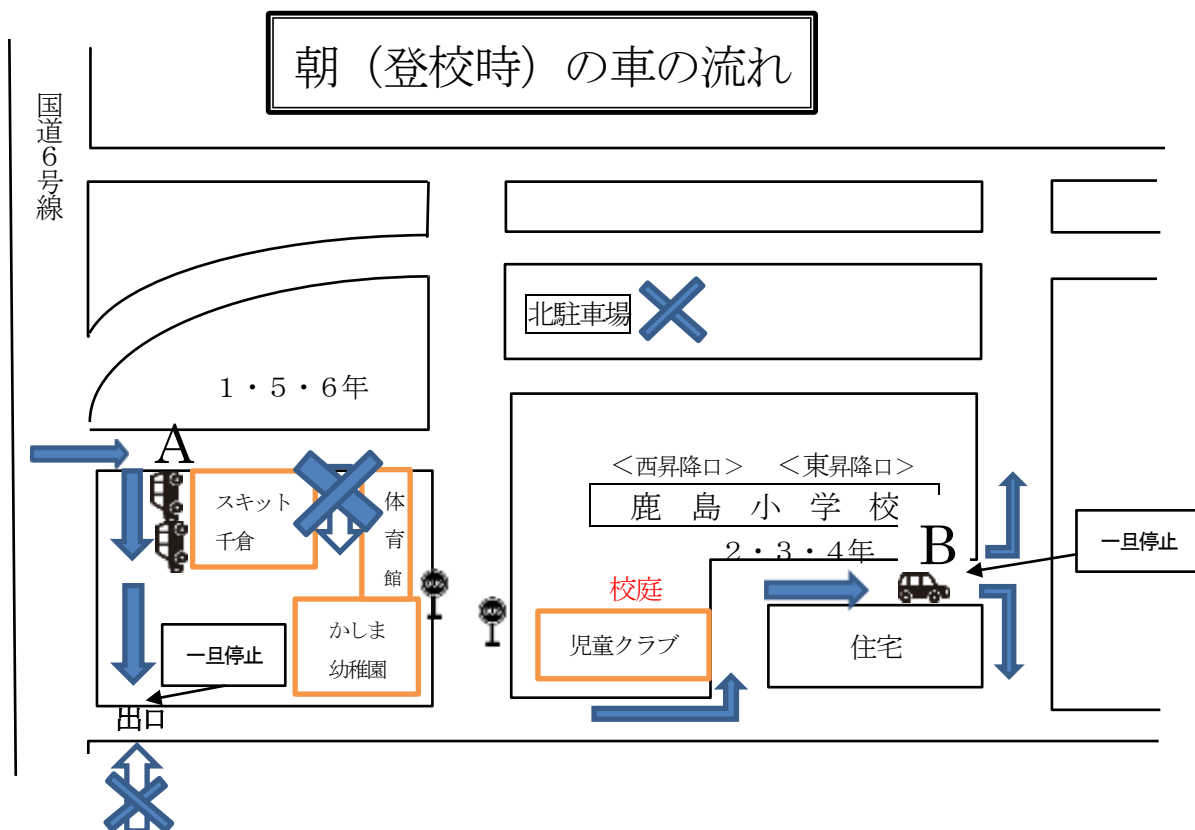 朝（登校時）の車の流れ
国道６号線
北駐車場
１・５・６年
A
＜西昇降口＞ ＜東昇降口＞
スキット
千倉
体育館
鹿島小学校
２・３・４年
B
一旦停止
校庭
かしま
幼稚園
児童クラブ
住宅
一旦停止
出口